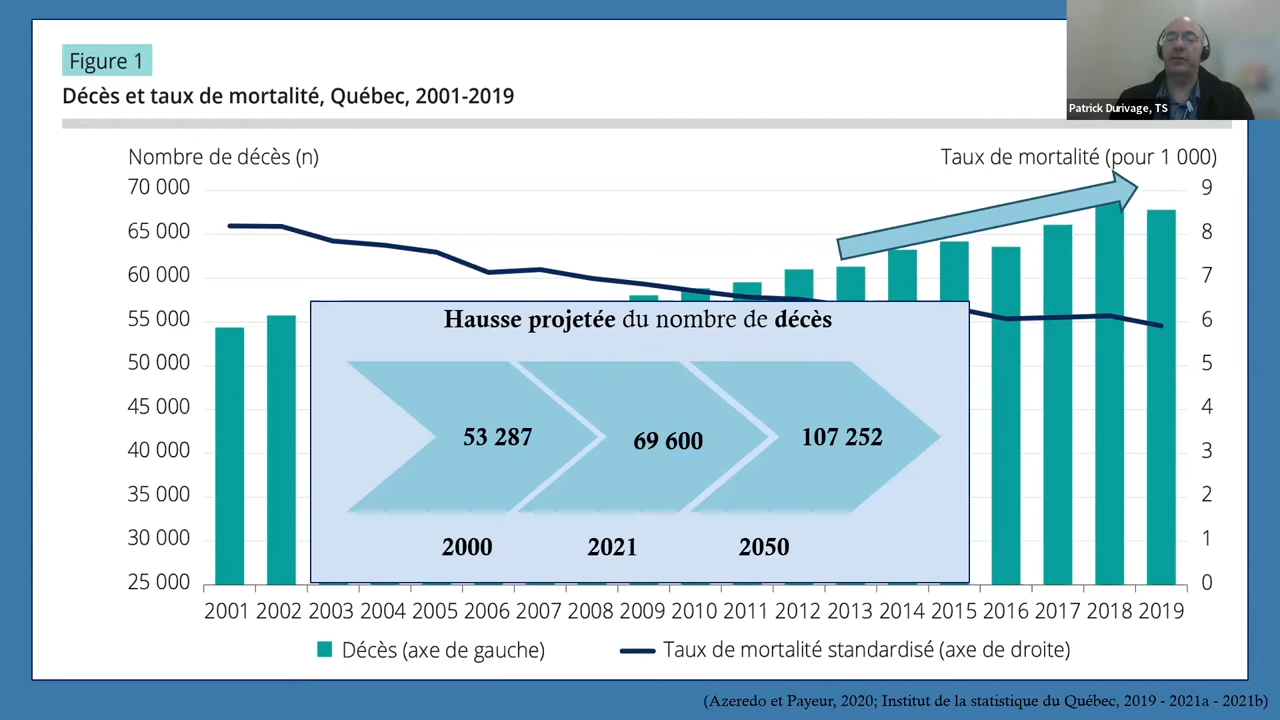 Figure 1
Décès et taux de mortalité, Québec, 2001-2019
Patrick Durivage, TS
Nombre de décès (n)
Taux de mortalité (pour 1 000)
70 000
9
65 000
8
60 000
7
55 000
6
50 000
5
45 000
4
40 000
3
35 000
2
30 000
1
25 000
0
Hausse projetée du nombre de décès
53 287 69 600 107 252
2000 2021 2050
2001 2002 2003 2004 2005 2006 2007 2008 2009 2010 2011 2012 2013 2014 2015 2016 2017 2018 2019
Décès (axe de gauche) Taux de mortalité standardisé (axe de droite)
(Azeredo et Payeur, 2020; Institut de la statistique du Québec, 2019 - 2021a - 2021b)